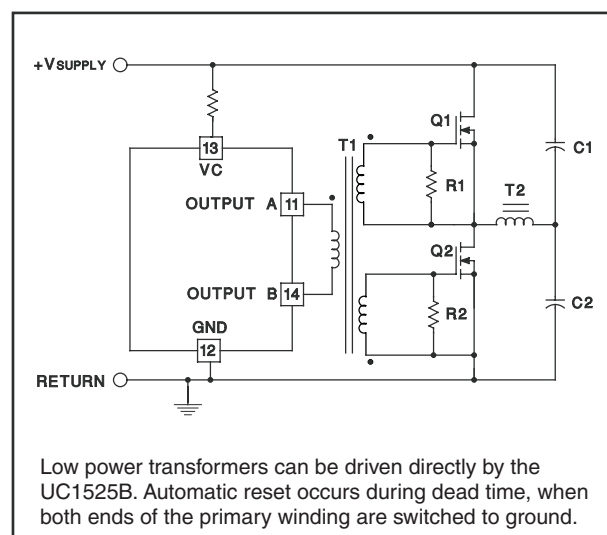 +VSUPPLY
Q1
13
T1
C1
VC
R1
T2
OUTPUT A 11
Q2
OUTPUT B 14
C2
GND
R2
12
RETURN
Low power transformers can be driven directly by the
UC1525B. Automatic reset occurs during dead time, when
both ends of the primary winding are switched to ground.